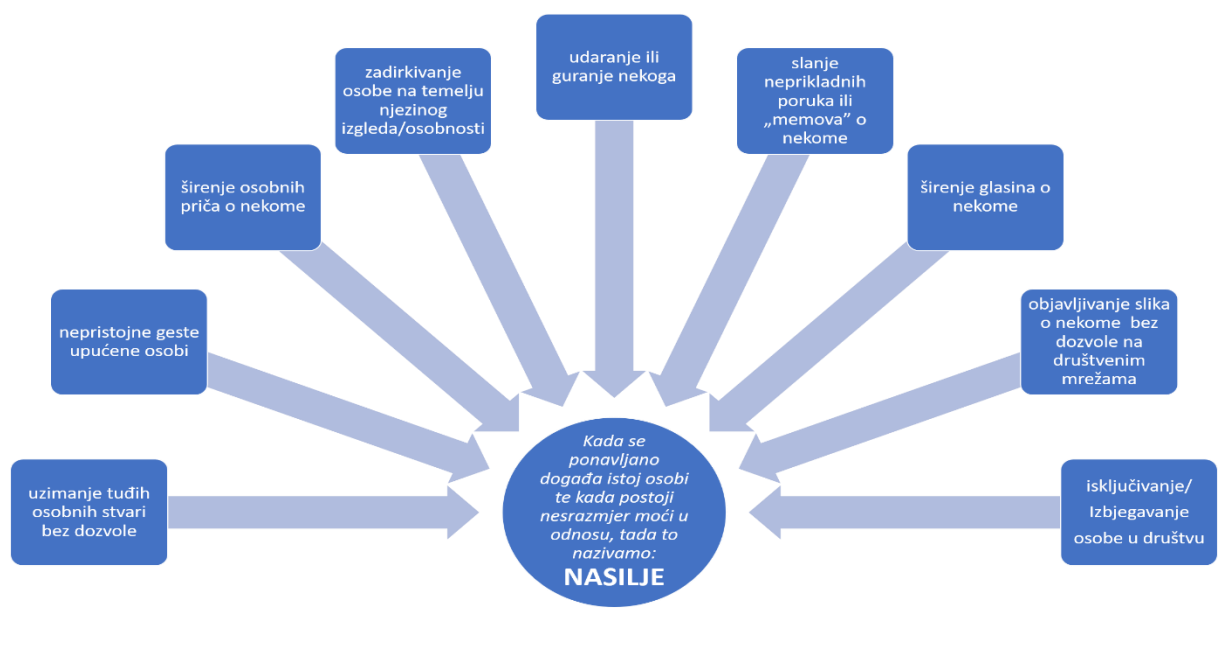 uzimanje tuđih
osobnih stvari
bez dozvole
nepristojne geste
upućene osobi
širenje osobnih
priča o nekome
zadirkivanje
osobe na temelju
njezinog
izgleda/osobnosti
udaranje ili
guranje nekoga
slanje
neprikladnih
poruka ili
„memova” o
nekome
širenje glasina o
nekome
objavljivanje slika
o nekome bez
dozvole na
društvenim
mrežama
isključivanje/
Izbjegavanje
osobe u društvu
Kada se
ponavljano
događa istoj osobi
te kada postoji
nesrazmjer moći u
odnosu, tada to
nazivamo:
NASILJE